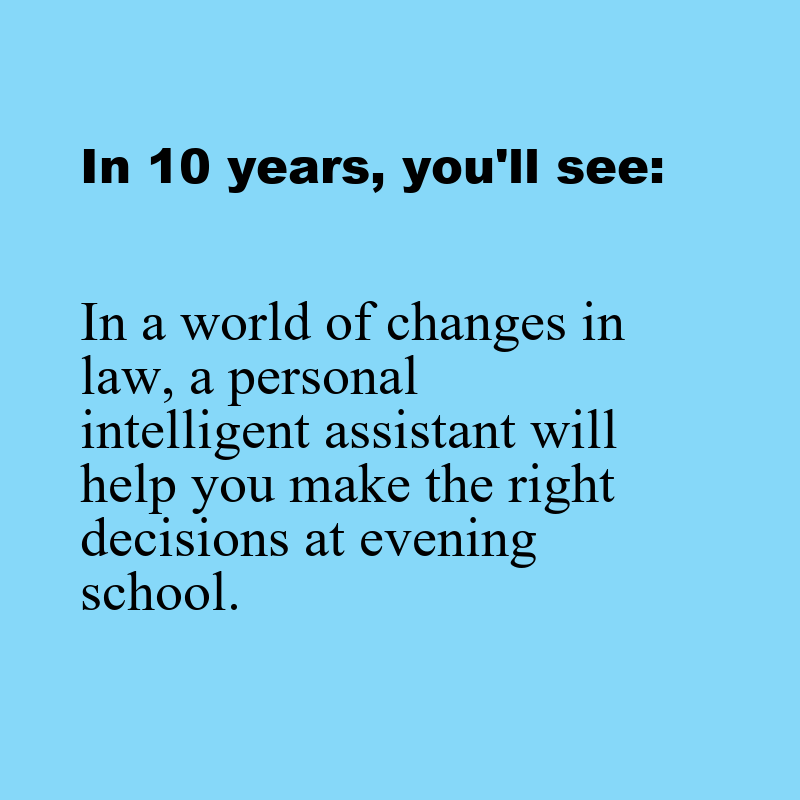 In 10 years, you'll see:
In a world of changes in
law, a personal
intelligent assistant will
help you make the right
decisions at evening
school.